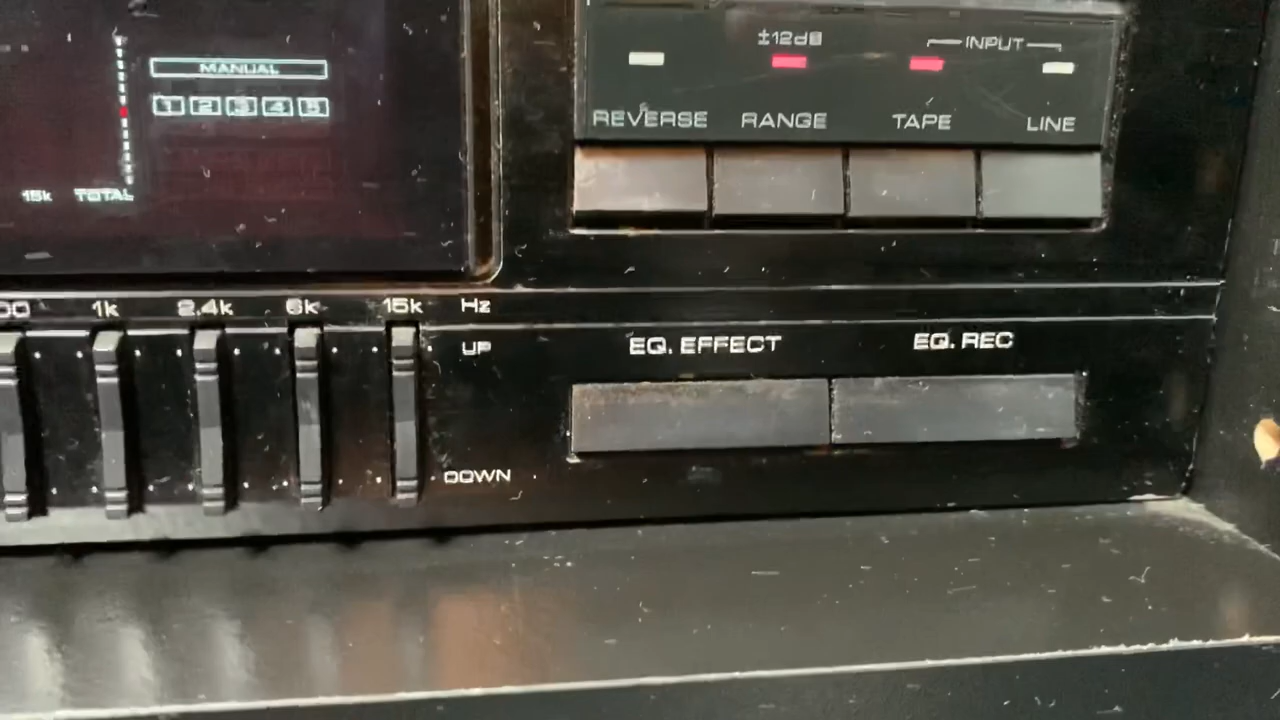 MANUAL
1 2 3 4 5
15k TOTAL
±12dB
INPUT
REVERSE RANGE TAPE LINE
1k 2.4k 6k 15k Hz
UP
DOWN
EQ. EFFECT EQ. REC